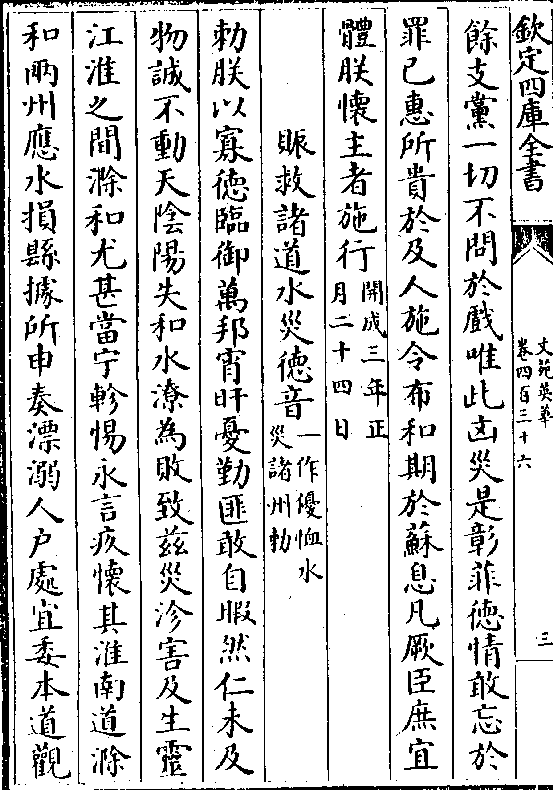 欽定四庫全書
文苑英華
卷四百三十六
三
餘支黨一切不問於戲唯此凶災是彰菲徳情敢忘於
罪已惠所貴於及人施令布和期於蘇息凡厥臣庶宜
體朕懷主者施行開成三年正
月二十四日
賑救諸道水災徳音一作優恤水
災諸州勅
勅朕以寡徳臨御萬邦宵旰憂勤匪敢自暇然仁未及
物誠不動天陰陽失和水潦為敗致兹災沴害及生靈
江淮之間滁和尤甚當宁軫惕永言疚懷其淮南道滁
和兩州應水損縣據所申奏漂溺人户處宜委本道觀